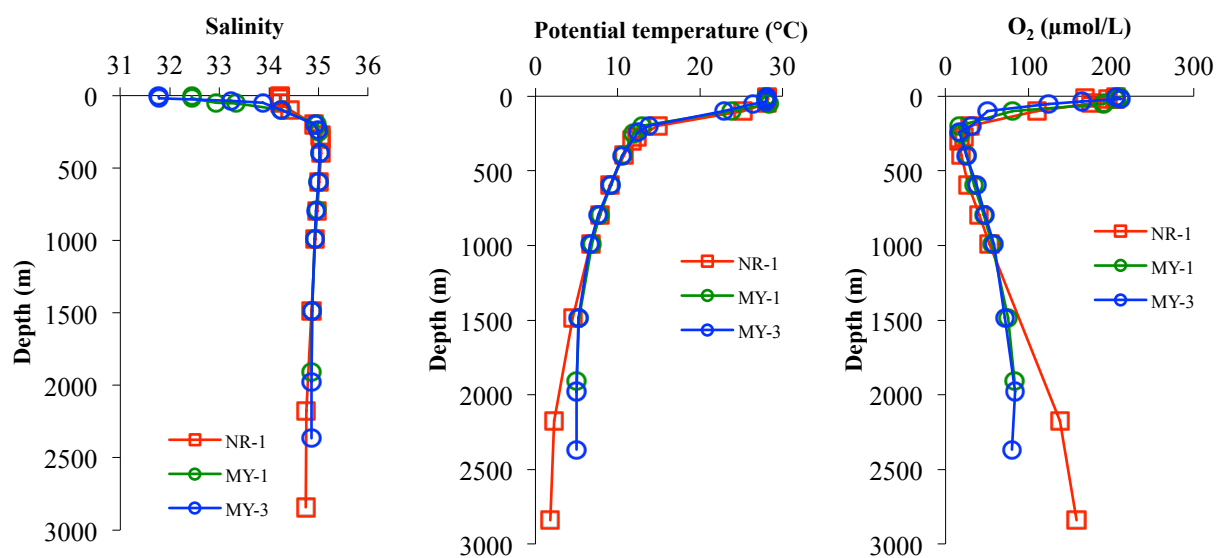 Salinity
31 32 33 34 35 36
0
500
1000
1500
2000
2500
3000
Depth (m)
NR-1
MY-1
MY-3
Potential temperature (°C)
0 10 20 30
0
500
1000
1500
2000
2500
3000
Depth (m)
NR-1
MY-1
MY-3
O₂ (µmol/L)
0 100 200 300
0
500
1000
1500
2000
2500
3000
Depth (m)
NR-1
MY-1
MY-3